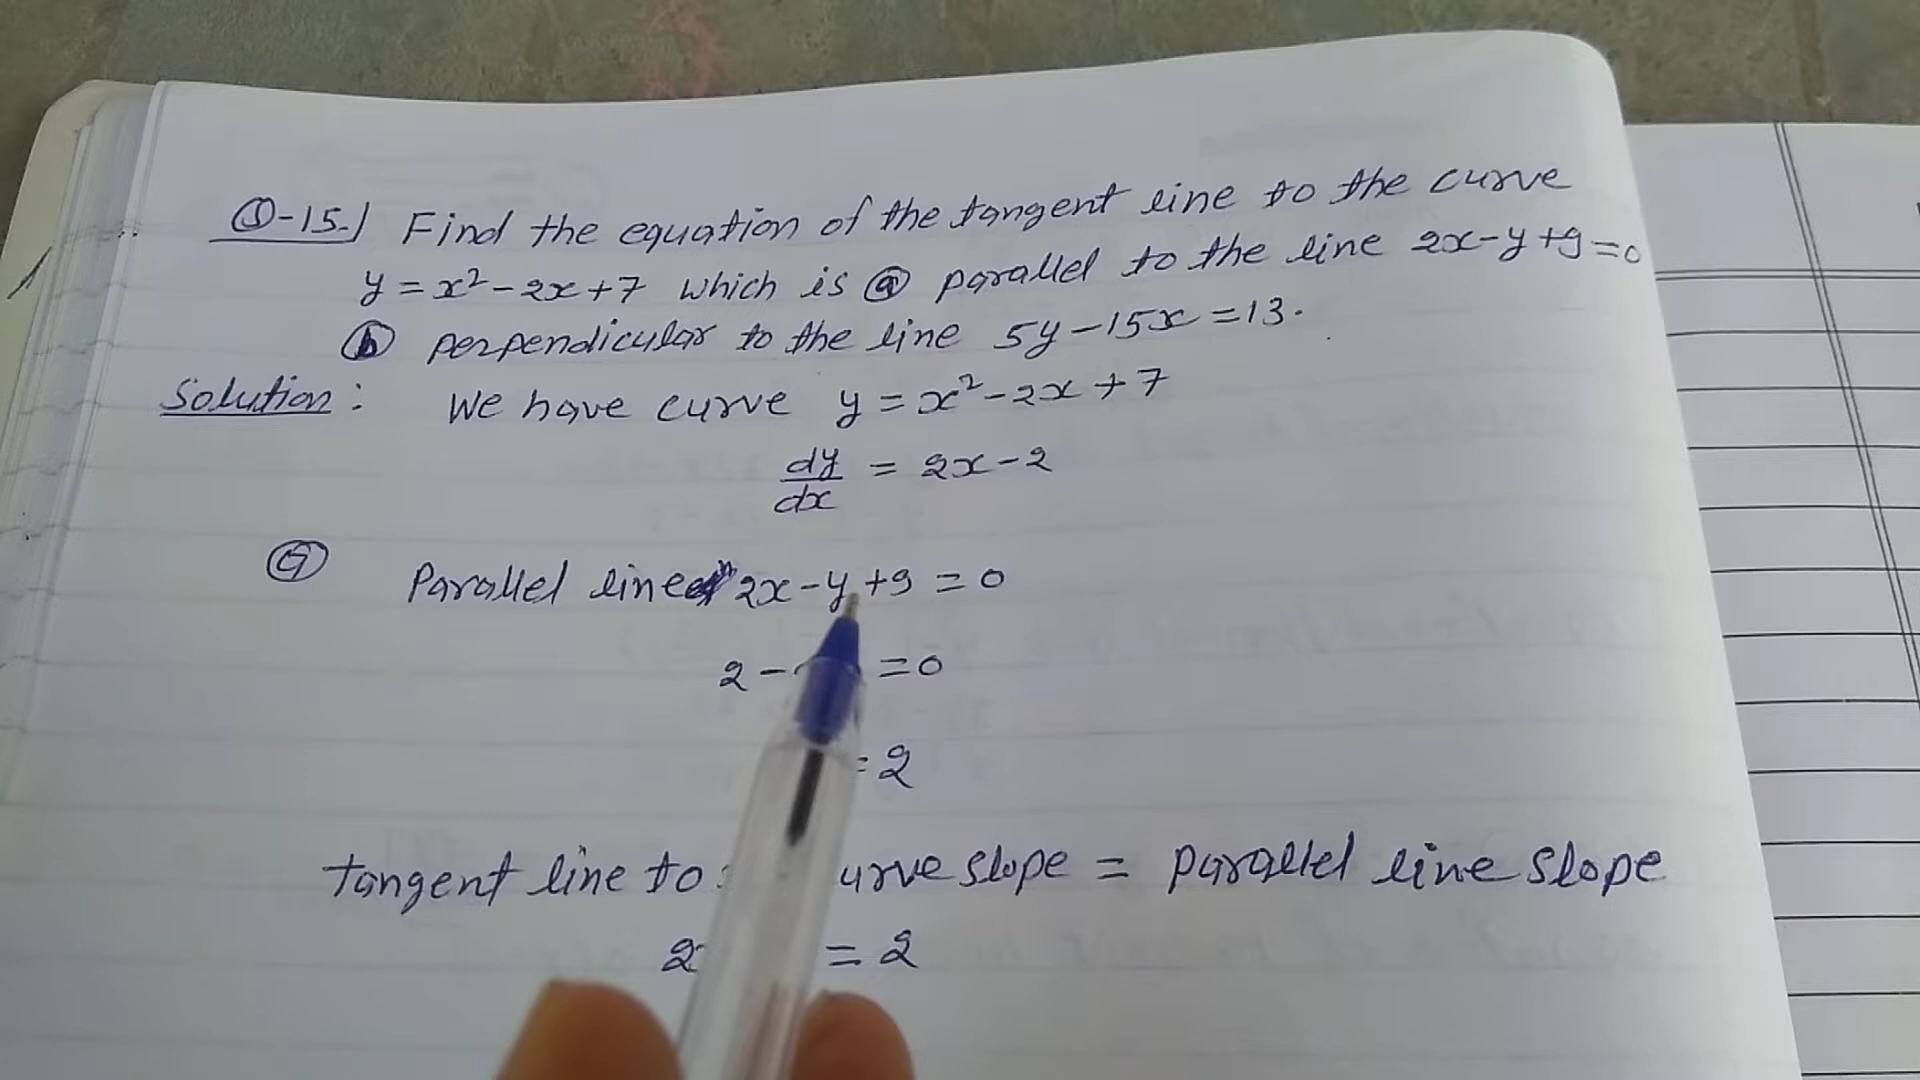 Q-15. Find the equation of the tangent line to the curve
y = x² - 2x + 7 which is ⓐ parallel to the line 2x - y + 9 = 0
ⓑ perpendicular to the line 5y - 15x = 13.
Solution: We have curve y = x² - 2x + 7
dy/dx = 2x - 2
ⓐ Parallel line 2x - y + 9 = 0
2 - = 0
= 2
tangent line to curve slope = parallel line slope
2 = 2